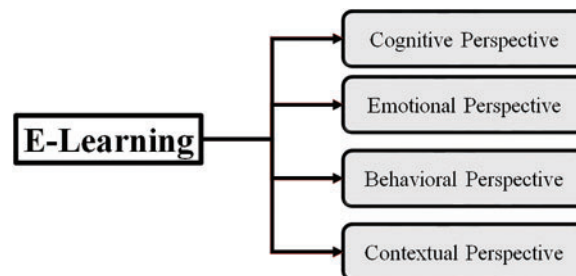 Cognitive Perspective
Emotional Perspective
E-Learning
Behavioral Perspective
Contextual Perspective